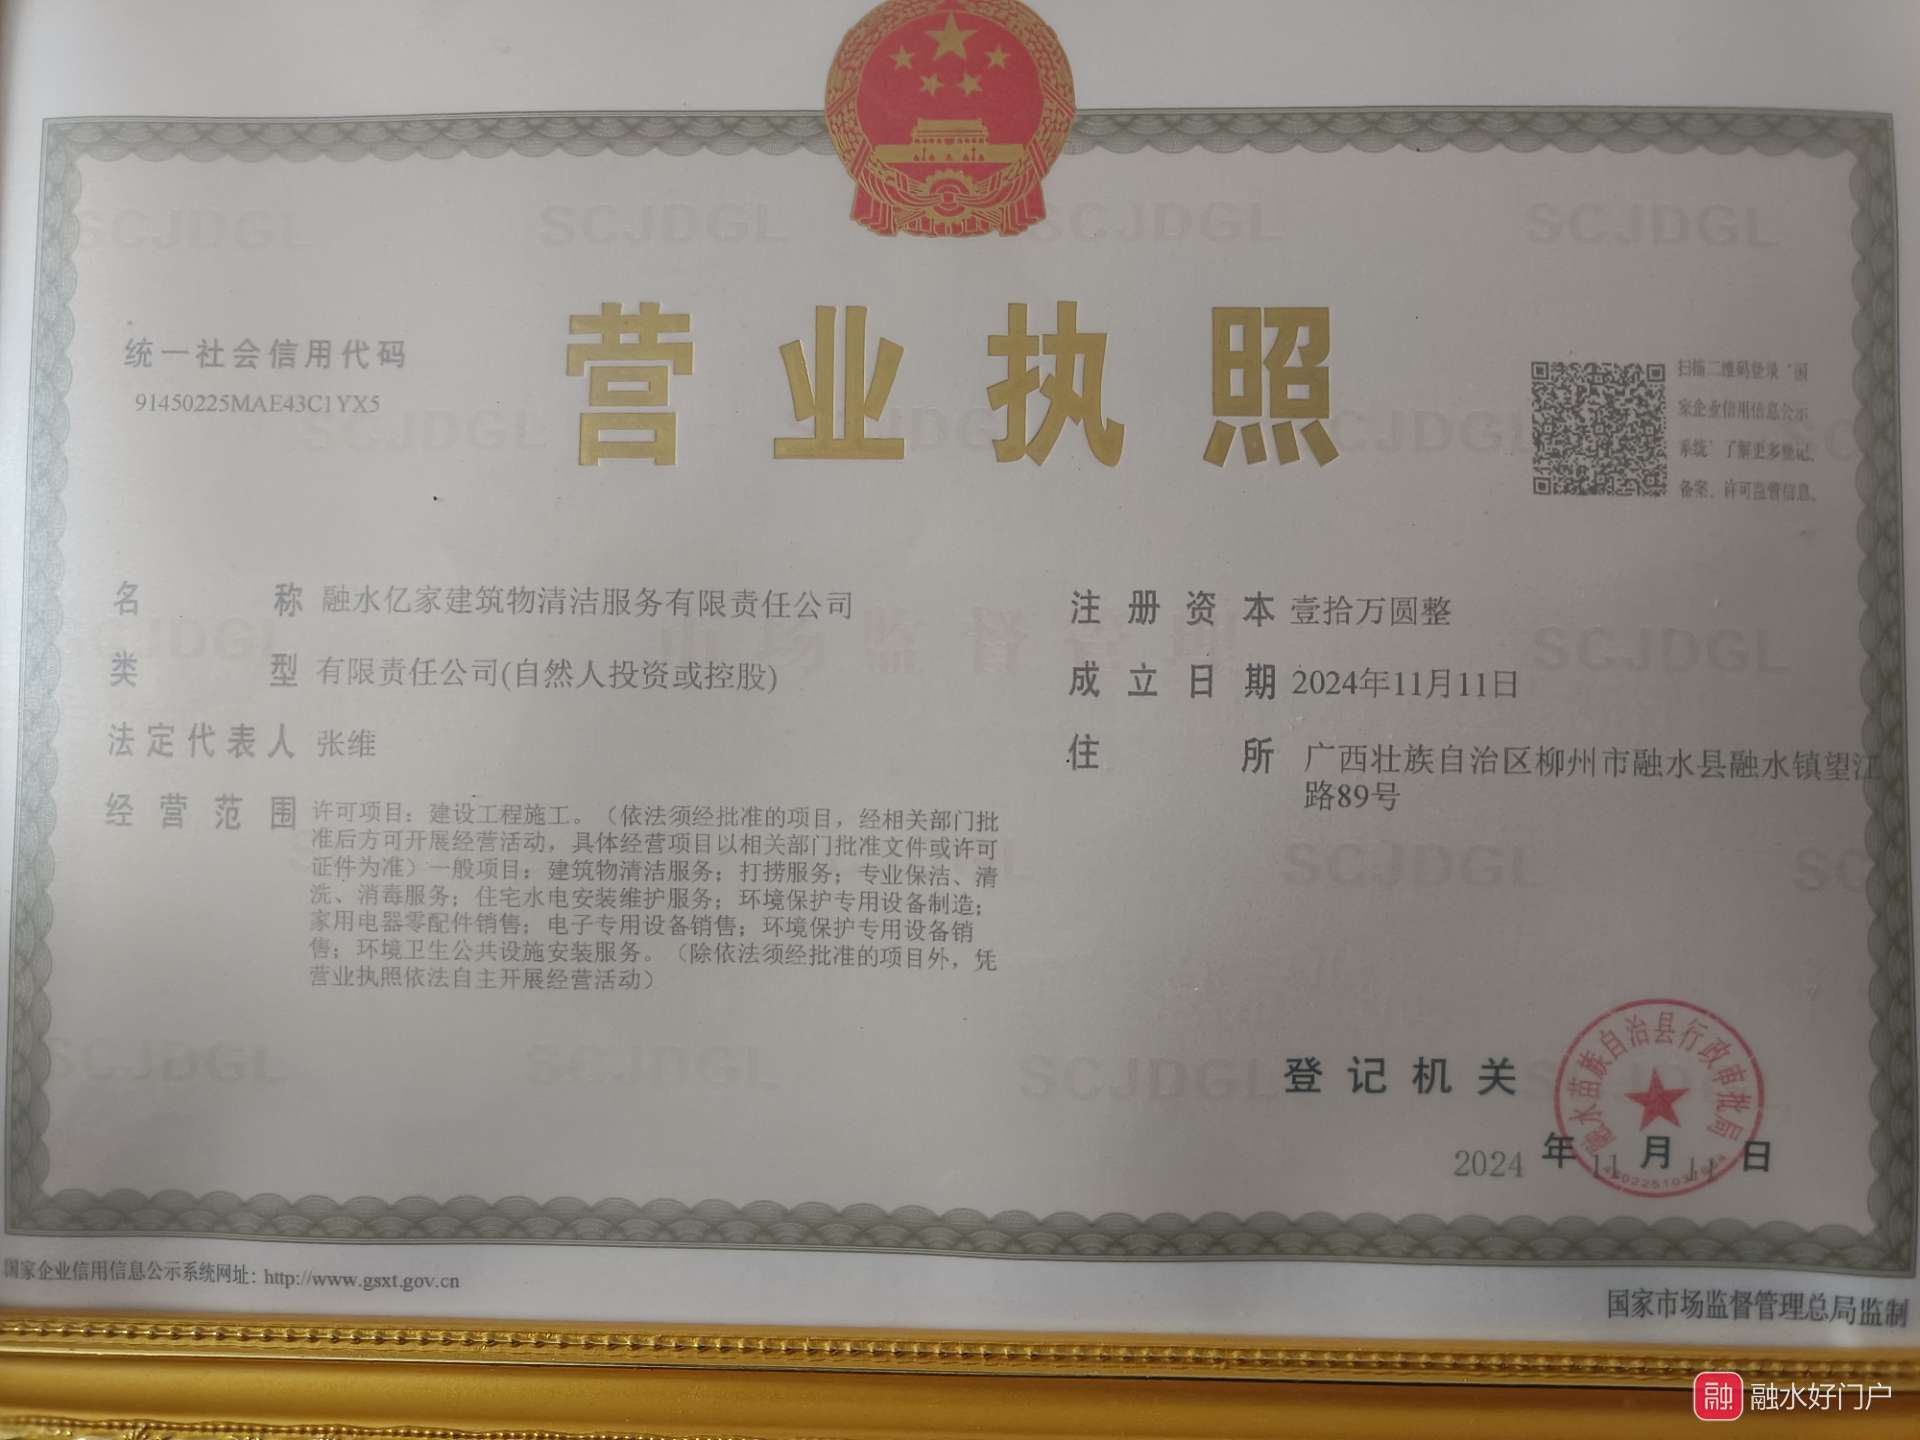 营业执照
统一社会信用代码
91450225MAE43C1YX5
扫描二维码登录‘国
家企业信用信息公示
系统’了解更多登记、
备案、许可监管信息。
名称 融水亿家建筑物清洁服务有限责任公司
类型 有限责任公司(自然人投资或控股)
法定代表人 张维
经营范围 许可项目：建设工程施工。（依法须经批准的项目，经相关部门批
准后方可开展经营活动，具体经营项目以相关部门批准文件或许可
证件为准）一般项目：建筑物清洁服务；打捞服务；专业保洁、清
洗、消毒服务；住宅水电安装维护服务；环境保护专用设备制造；
家用电器零配件销售；电子专用设备销售；环境保护专用设备销
售；环境卫生公共设施安装服务。（除依法须经批准的项目外，凭
营业执照依法自主开展经营活动）
注册资本 壹拾万圆整
成立日期 2024年11月11日
住所 广西壮族自治区柳州市融水县融水镇望江
路89号
登记机关
融水苗族自治县行政审批局
2024 年 11 月 日
国家企业信用信息公示系统网址：http://www.gsxt.gov.cn
国家市场监督管理总局监制
融 融水好门户
SCJDGL
市场监督管理